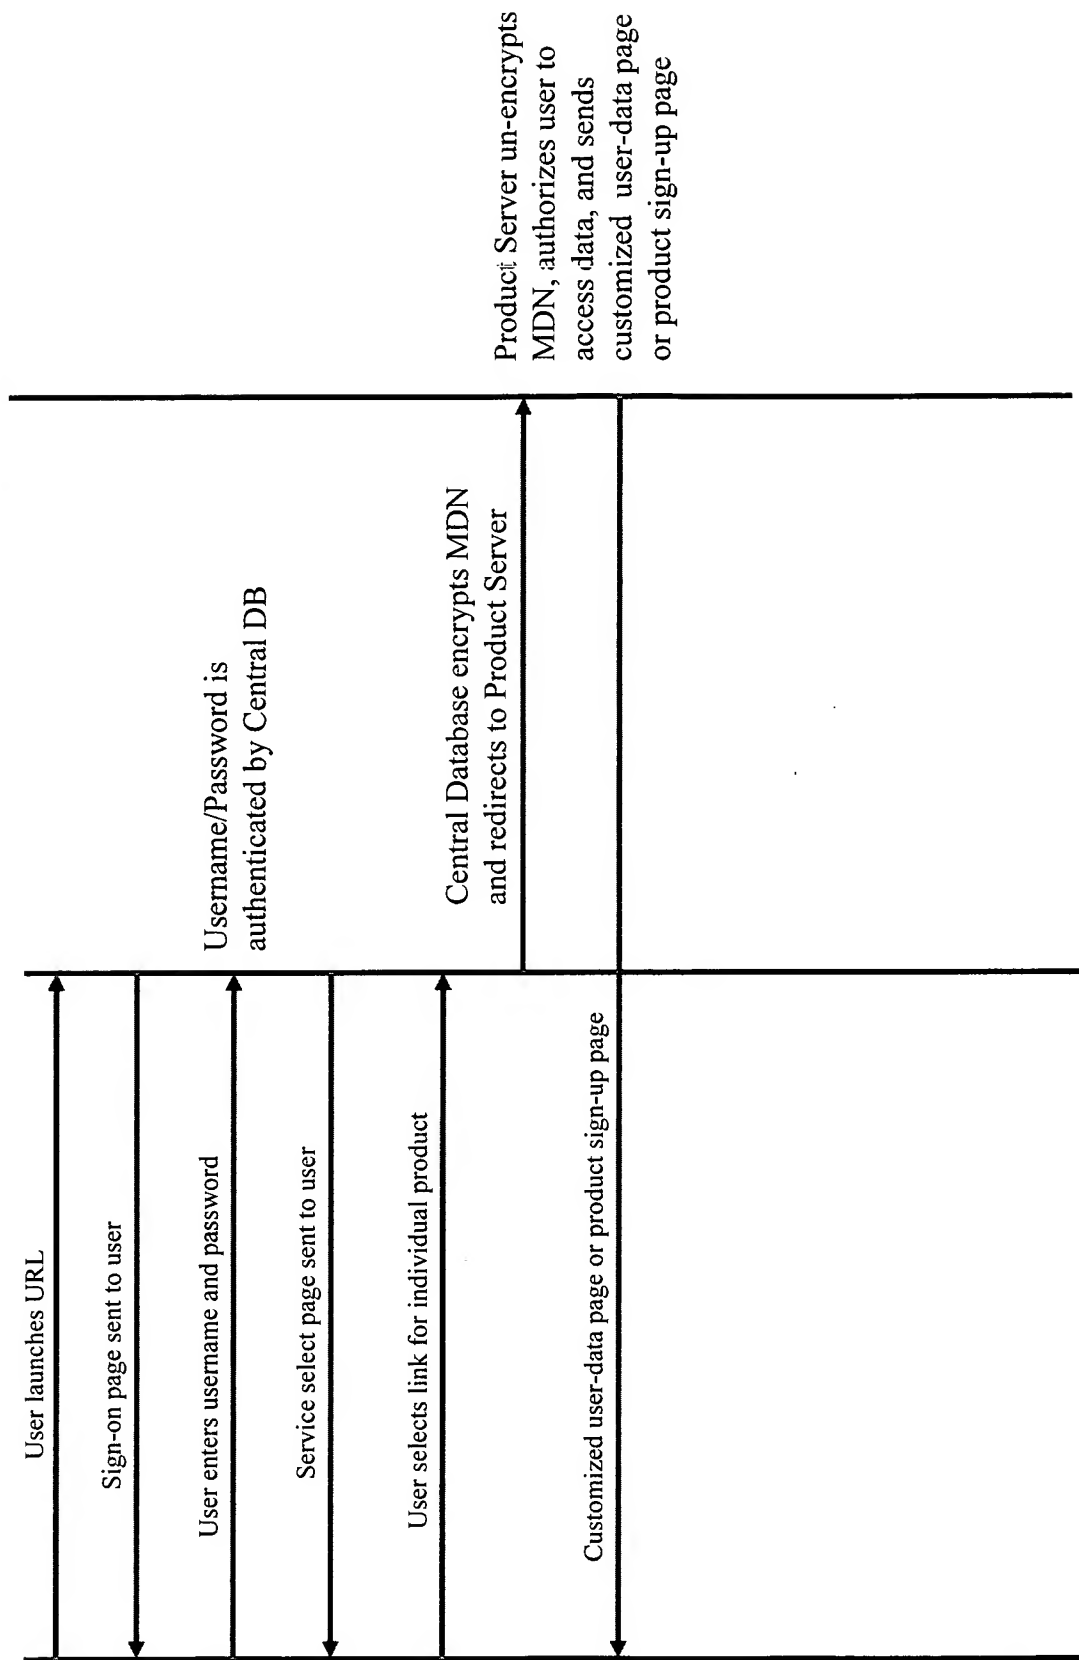 User launches URL
Sign-on page sent to user
User enters username and password
Username/Password is
authenticated by Central DB
Service select page sent to user
User selects link for individual product
Central Database encrypts MDN
and redirects to Product Server
Product Server un-encrypts
MDN, authorizes user to
access data, and sends
customized user-data page
or product sign-up page
Customized user-data page or product sign-up page